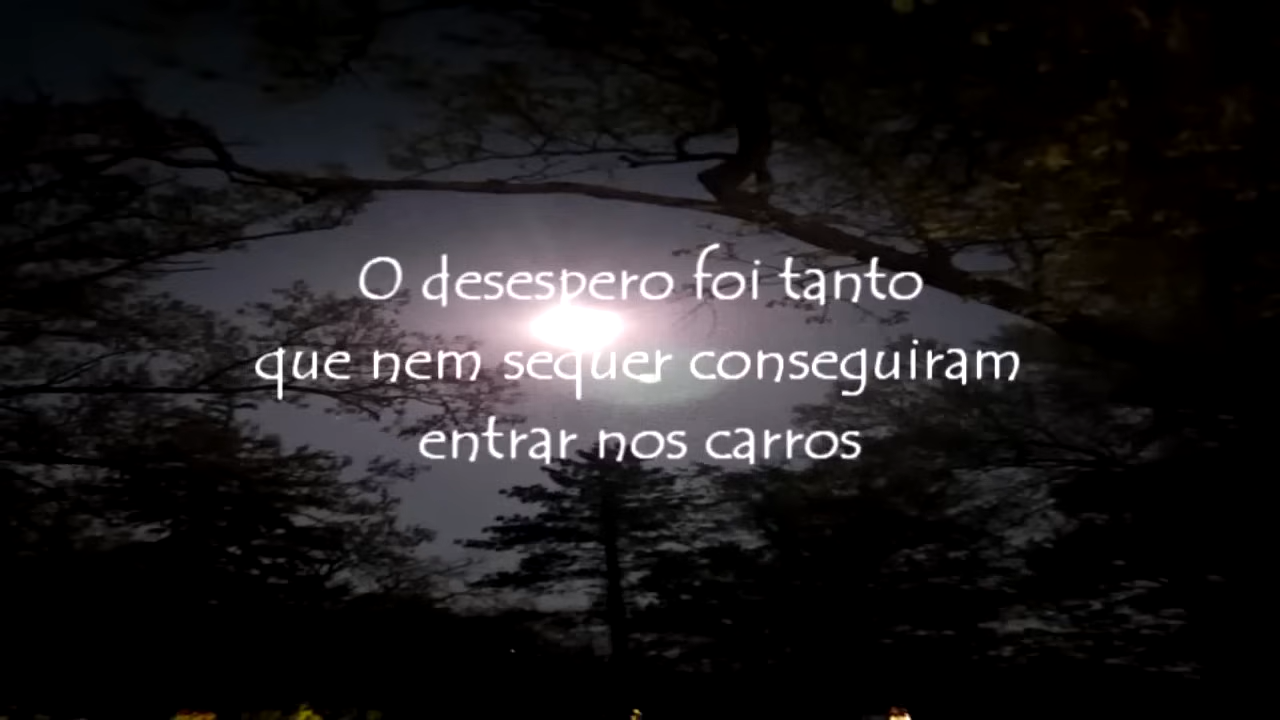 O desespero foi tanto
que nem sequer conseguiram
entrar nos carros